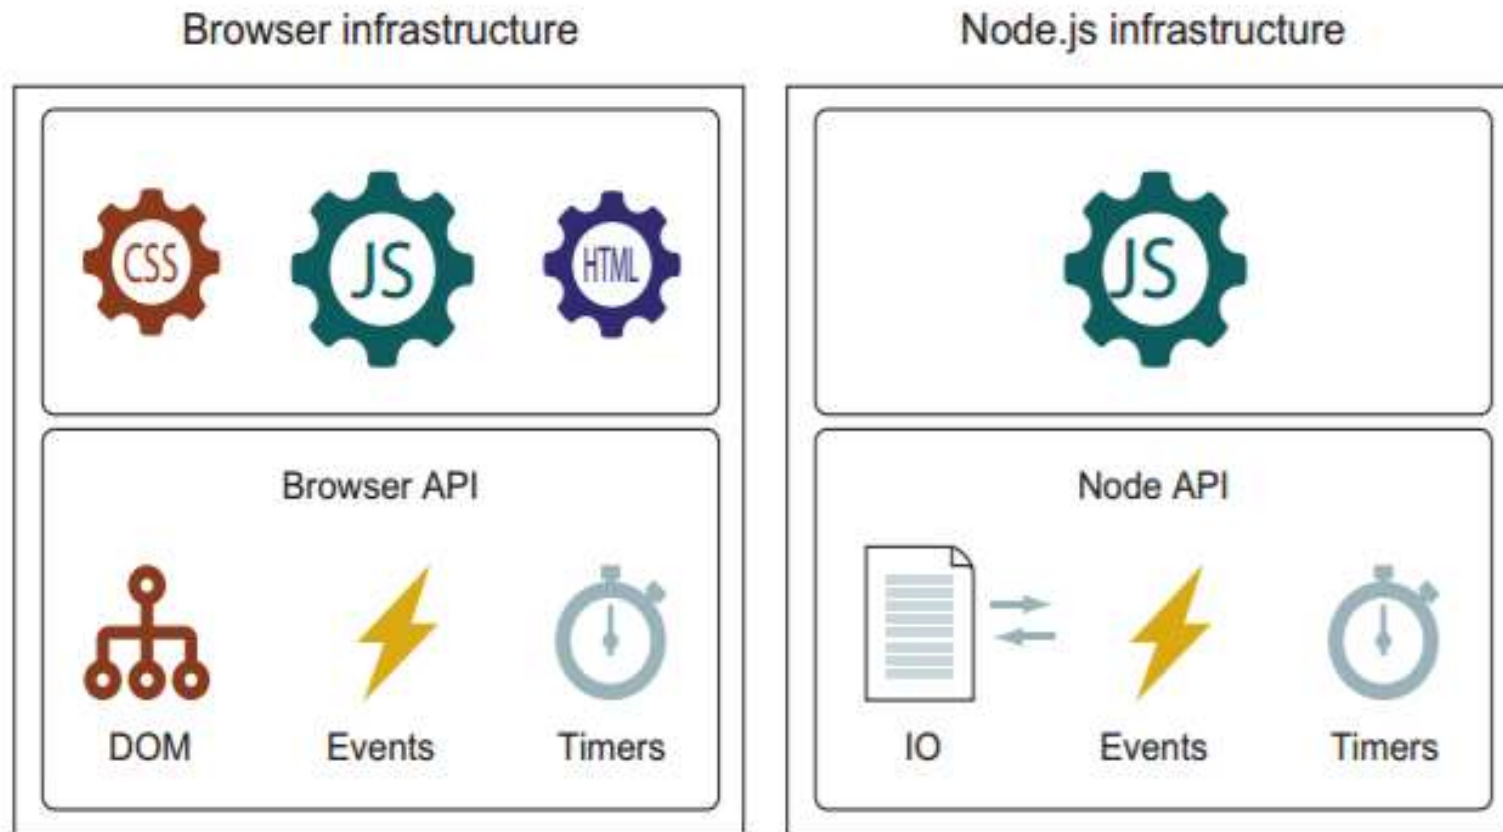 Browser infrastructure
CSS
JS
HTML
Browser API
DOM
Events
Timers
Node.js infrastructure
JS
Node API
IO
Events
Timers